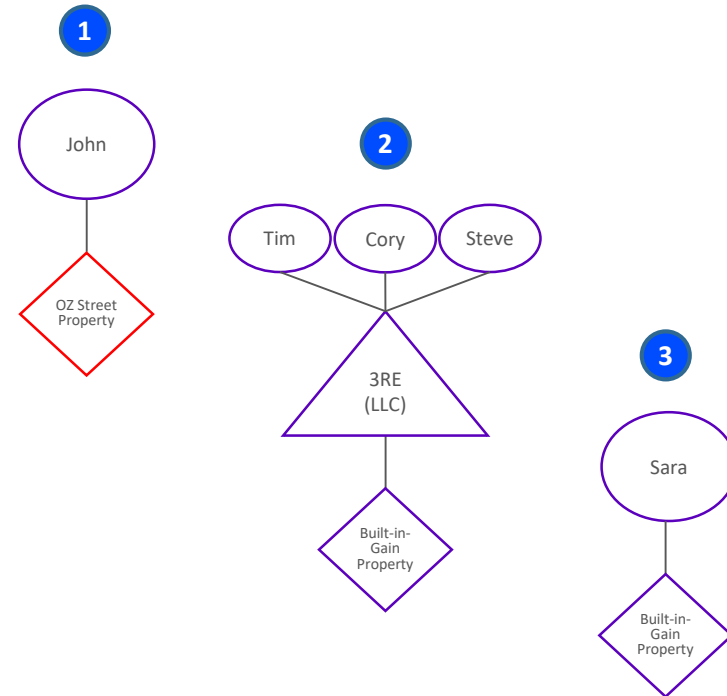 1
John
OZ Street
Property
2
Tim
Cory
Steve
3RE
(LLC)
Built-in-
Gain
Property
3
Sara
Built-in-
Gain
Property